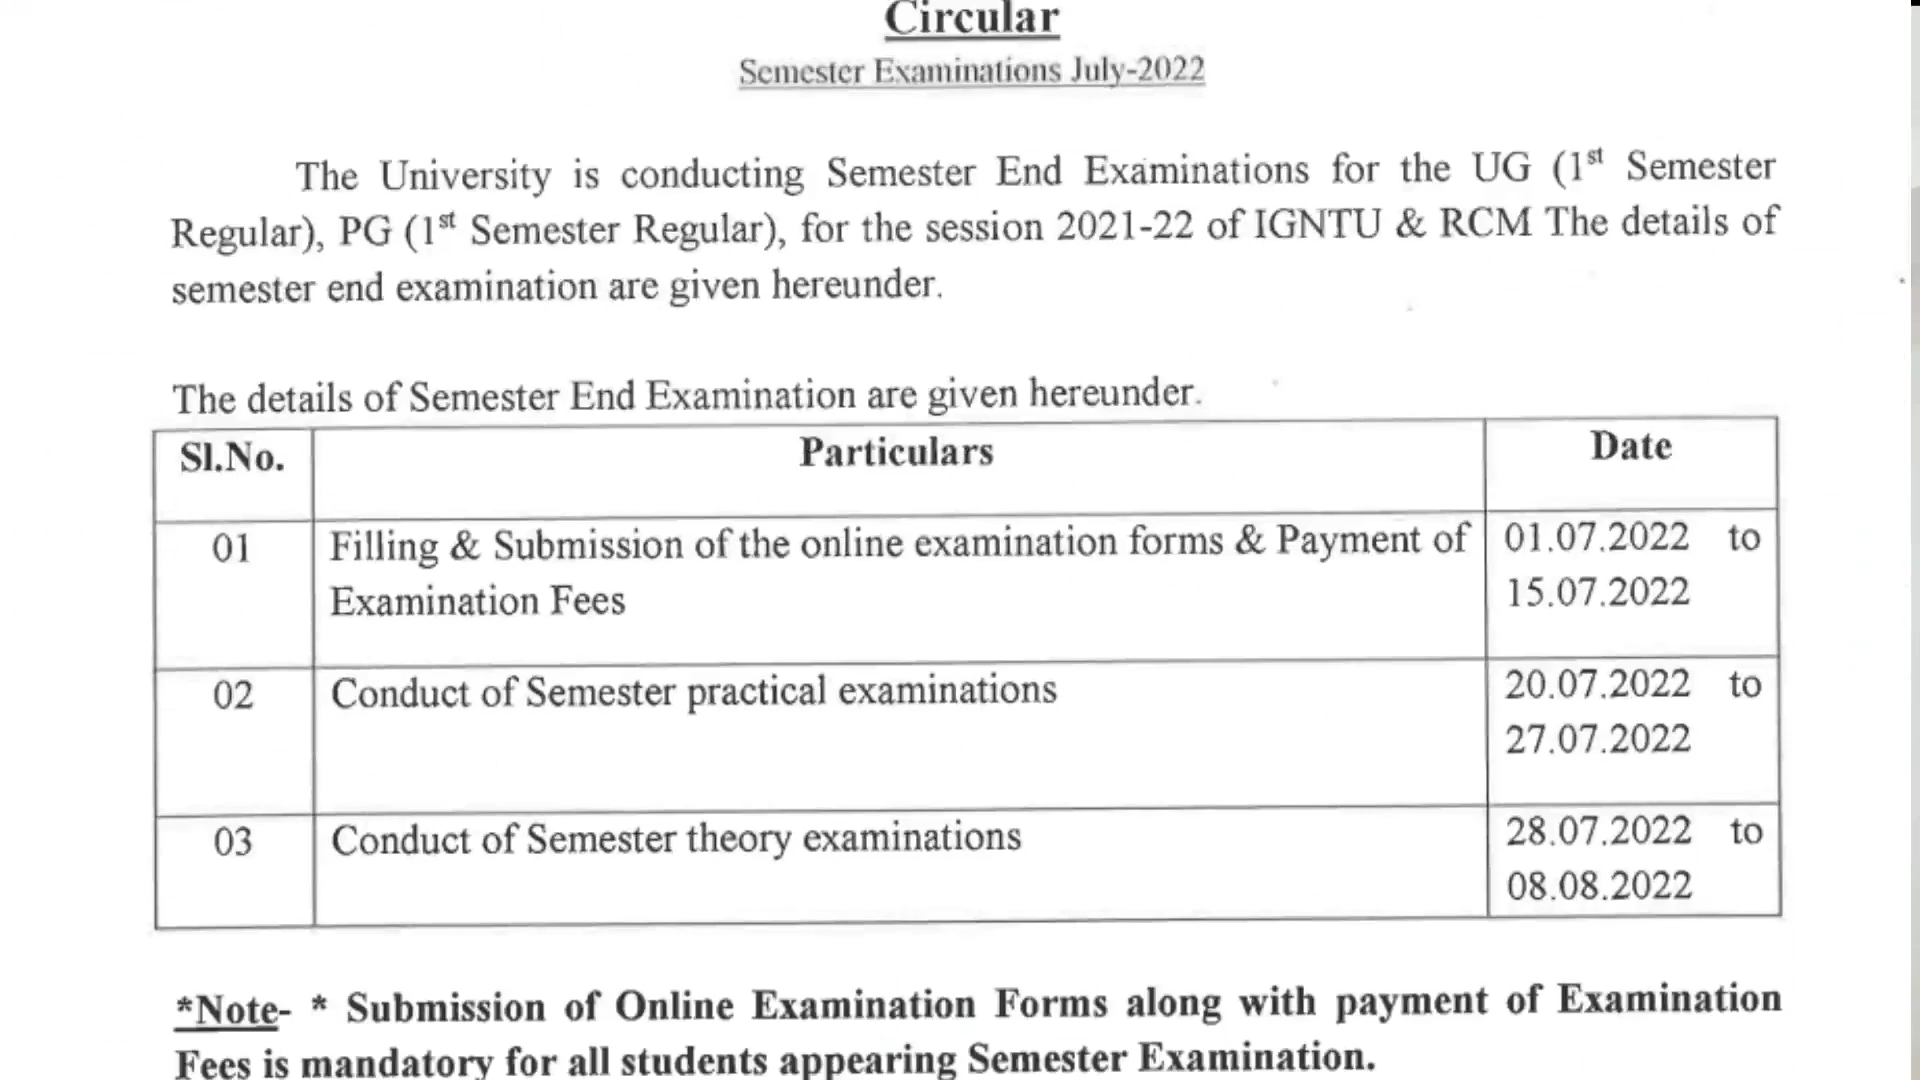 Circular
Semester Examinations July-2022
The University is conducting Semester End Examinations for the UG (1st Semester
Regular), PG (1st Semester Regular), for the session 2021-22 of IGNTU & RCM The details of
semester end examination are given hereunder.
The details of Semester End Examination are given hereunder.
Sl.No. Particulars Date
01 Filling & Submission of the online examination forms & Payment of 01.07.2022 to
Examination Fees 15.07.2022
02 Conduct of Semester practical examinations 20.07.2022 to
27.07.2022
03 Conduct of Semester theory examinations 28.07.2022 to
08.08.2022
*Note- * Submission of Online Examination Forms along with payment of Examination
Fees is mandatory for all students appearing Semester Examination.